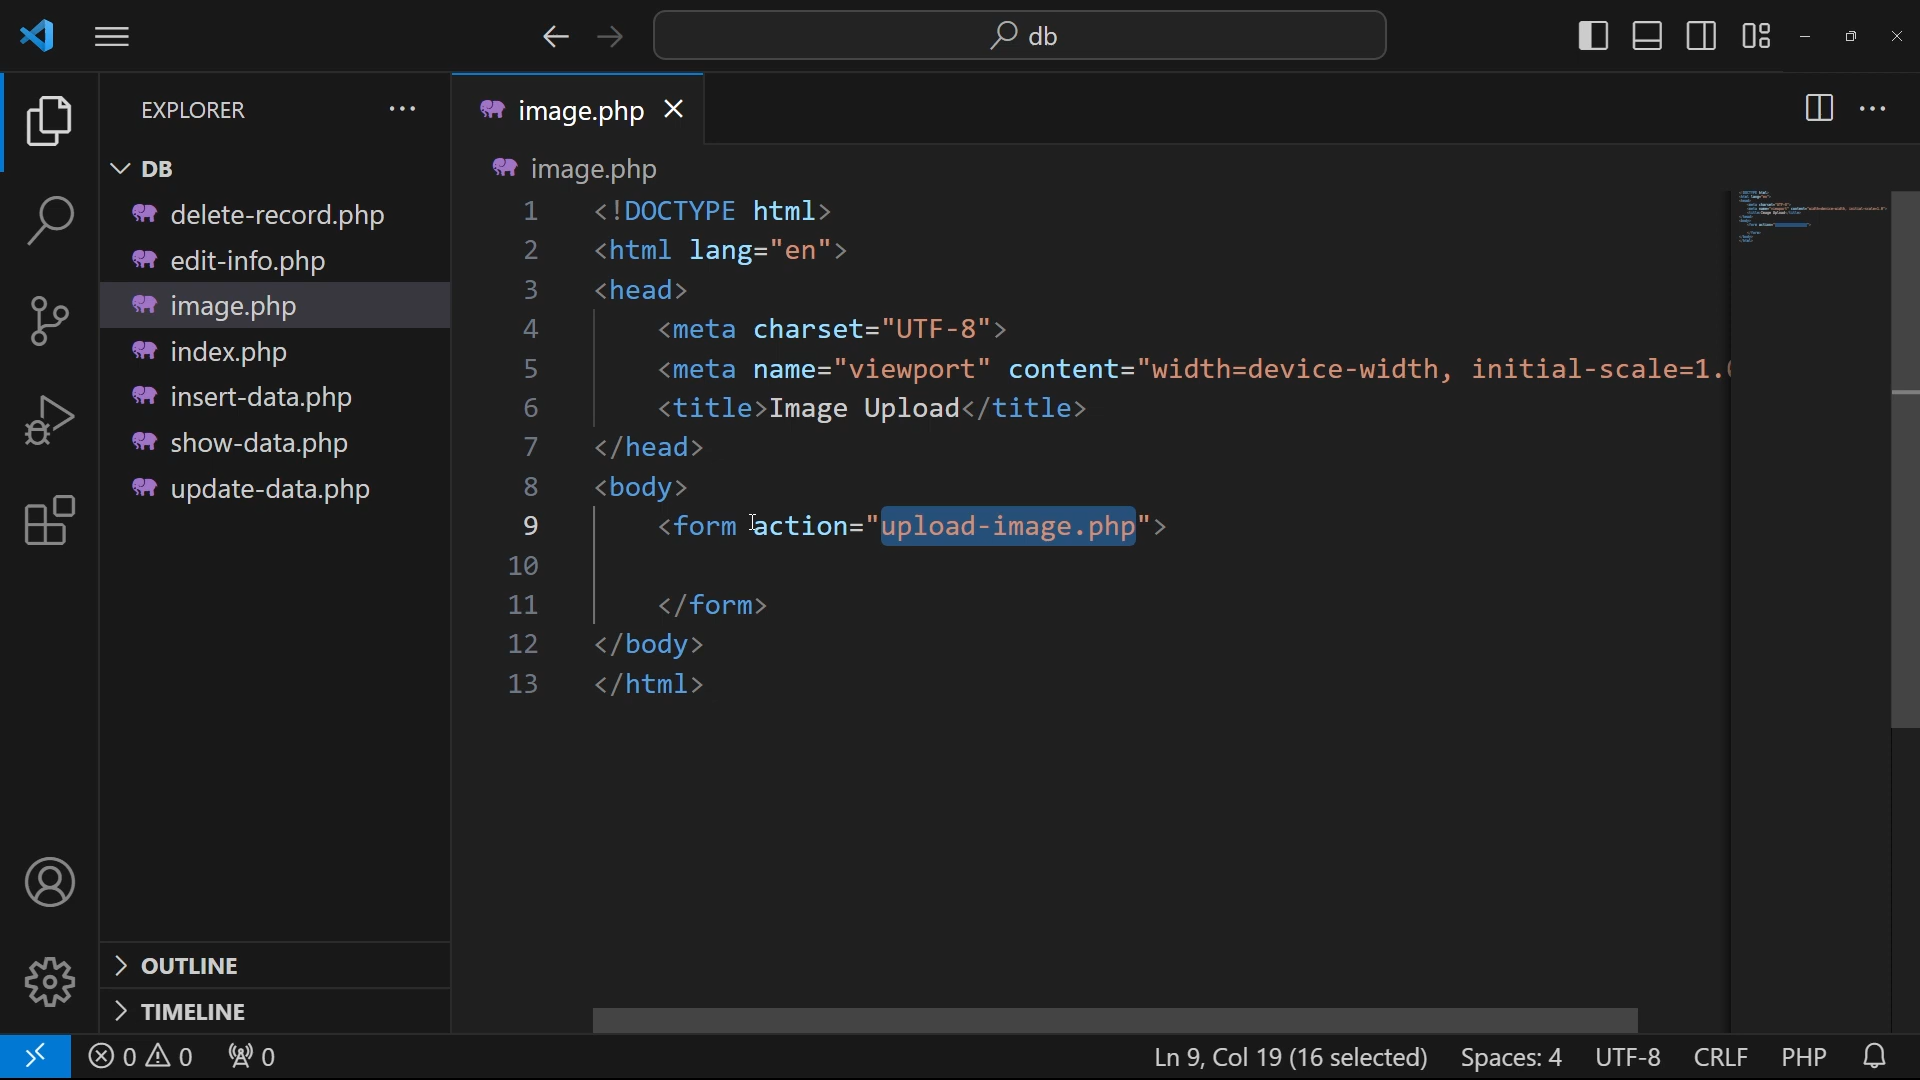 db
EXPLORER
DB
delete-record.php
edit-info.php
image.php
index.php
insert-data.php
show-data.php
update-data.php
OUTLINE
TIMELINE
image.php
image.php
1 <!DOCTYPE html>
2 <html lang="en">
3 <head>
4 <meta charset="UTF-8">
5 <meta name="viewport" content="width=device-width, initial-scale=1.
6 <title>Image Upload</title>
7 </head>
8 <body>
9 <form action="upload-image.php">
10
11 </form>
12 </body>
13 </html>
0 0 0
Ln 9, Col 19 (16 selected) Spaces: 4 UTF-8 CRLF PHP